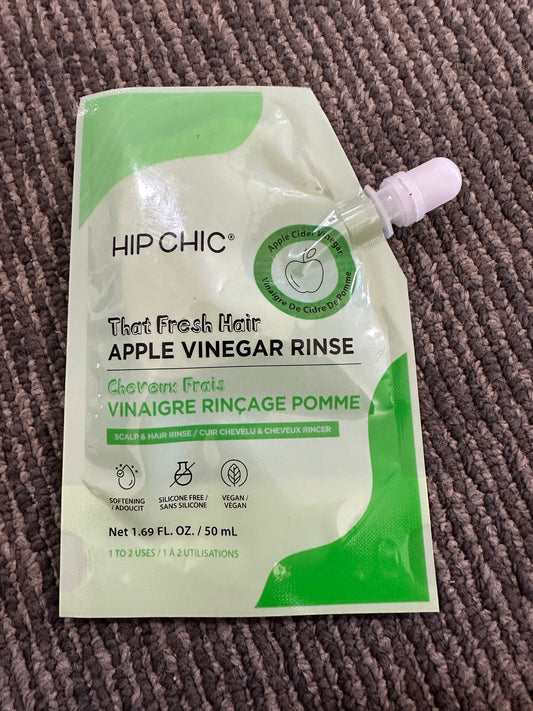 HIP CHIC®
Apple Cider Vinegar
Vinaigre De Cidre De Pomme
That Fresh Hair
APPLE VINEGAR RINSE
Cheveux Frais
VINAIGRE RINÇAGE POMME
SCALP & HAIR RINSE / CUIR CHEVELU & CHEVEUX RINCER
SOFTENING
/ADOUCIT
SILICONE FREE /
SANS SILICONE
VEGAN /
VÉGAN
Net 1.69 FL. OZ. / 50 mL
1 TO 2 USES / 1 À 2 UTILISATIONS